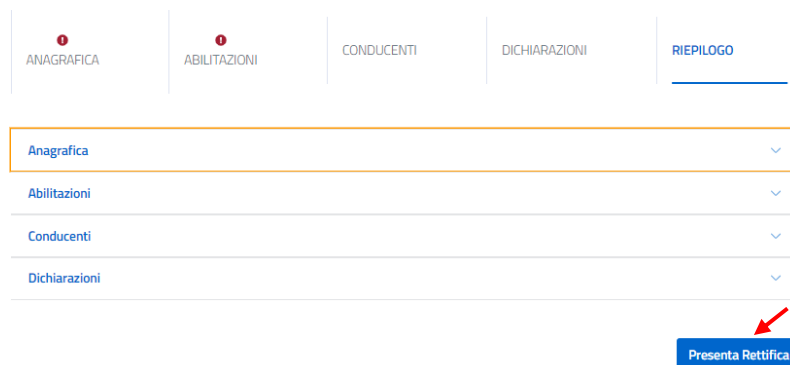 ANAGRAFICA
ABILITAZIONI
CONDUCENTI
DICHIARAZIONI
RIEPILOGO
Anagrafica
Abilitazioni
Conducenti
Dichiarazioni
Presenta Rettifica